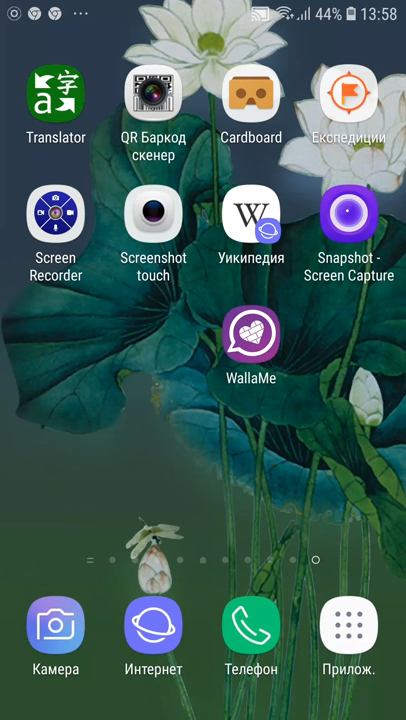 44% 13:58
a 字
Translator
QR Баркод
скенер
Cardboard
Експедиции
Screen
Recorder
Screenshot
touch
W
Уикипедия
Snapshot -
Screen Capture
WallaMe
Камера
Интернет
Телефон
Прилож.